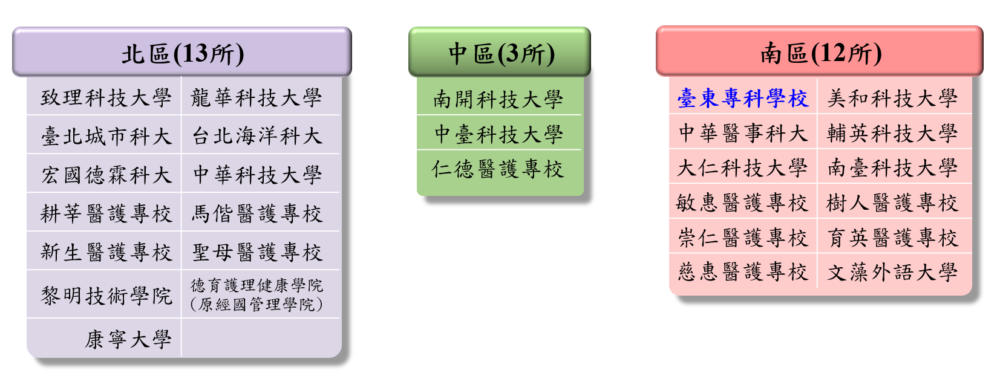 北區(13所)
致理科技大學 龍華科技大學
臺北城市科大 台北海洋科大
宏國德霖科大 中華科技大學
耕莘醫護專校 馬偕醫護專校
新生醫護專校 聖母醫護專校
黎明技術學院 德育護理健康學院
(原經國管理學院)
康寧大學
中區(3所)
南開科技大學
中臺科技大學
仁德醫護專校
南區(12所)
臺東專科學校 美和科技大學
中華醫事科大 輔英科技大學
大仁科技大學 南臺科技大學
敏惠醫護專校 樹人醫護專校
崇仁醫護專校 育英醫護專校
慈惠醫護專校 文藻外語大學